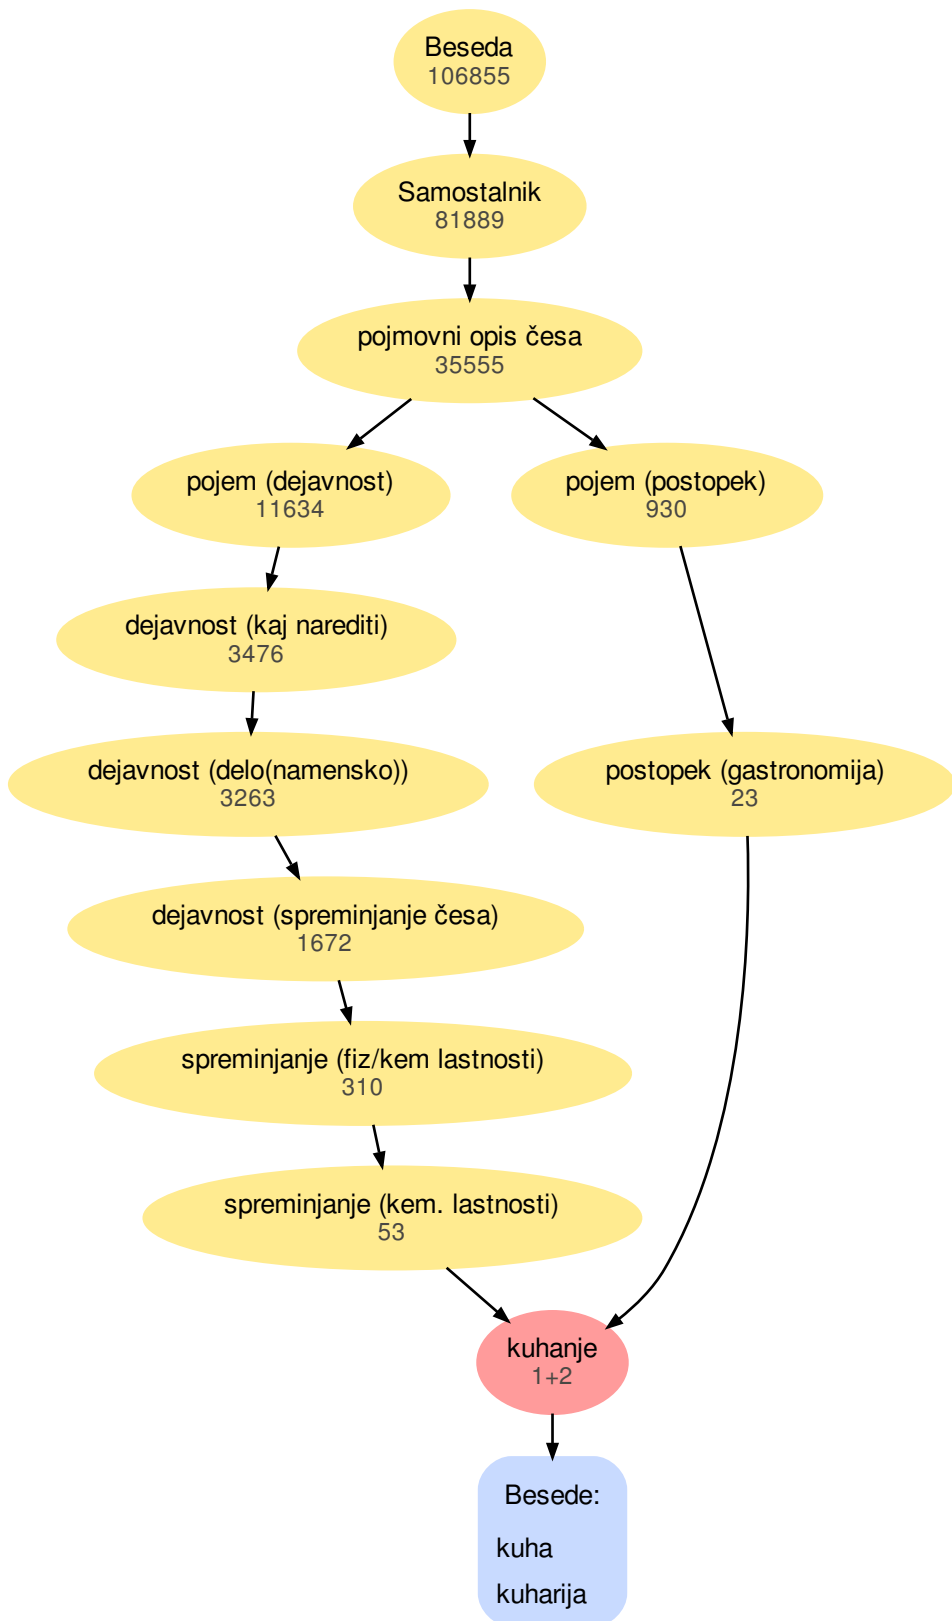 Beseda
106855
Samostalnik
81889
pojmovni opis česa
35555
pojem (dejavnost)
11634
pojem (postopek)
930
dejavnost (kaj narediti)
3476
dejavnost (delo(namensko))
3263
postopek (gastronomija)
23
dejavnost (spreminjanje česa)
1672
spreminjanje (fiz/kem lastnosti)
310
spreminjanje (kem. lastnosti)
53
kuhanje
1+2
Besede:
kuha
kuharija